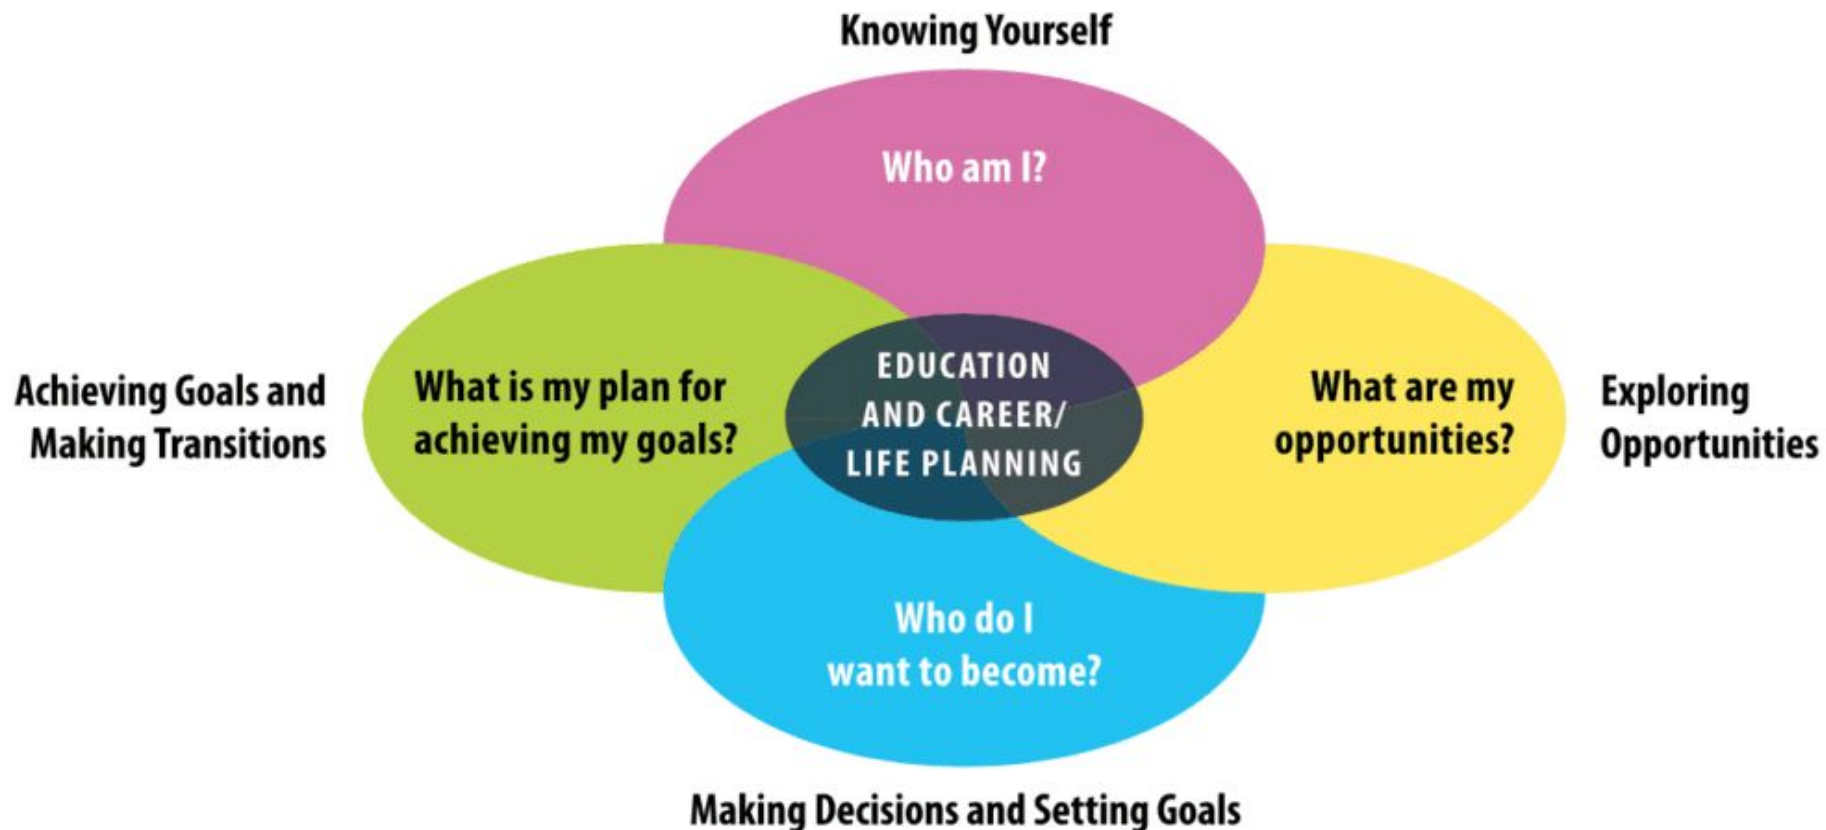 Knowing Yourself
Who am I?
Achieving Goals and
Making Transitions
What is my plan for
achieving my goals?
EDUCATION
AND CAREER/
LIFE PLANNING
What are my
opportunities?
Exploring
Opportunities
Who do I
want to become?
Making Decisions and Setting Goals